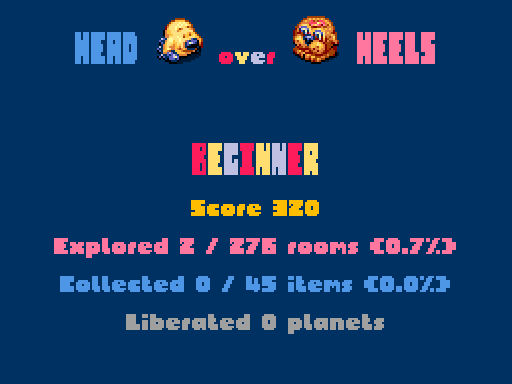 HEAD over HEELS
BEGINNER
Score 320
Explored 2 / 276 rooms (0.7%)
Collected 0 / 45 items (0.0%)
Liberated 0 planets